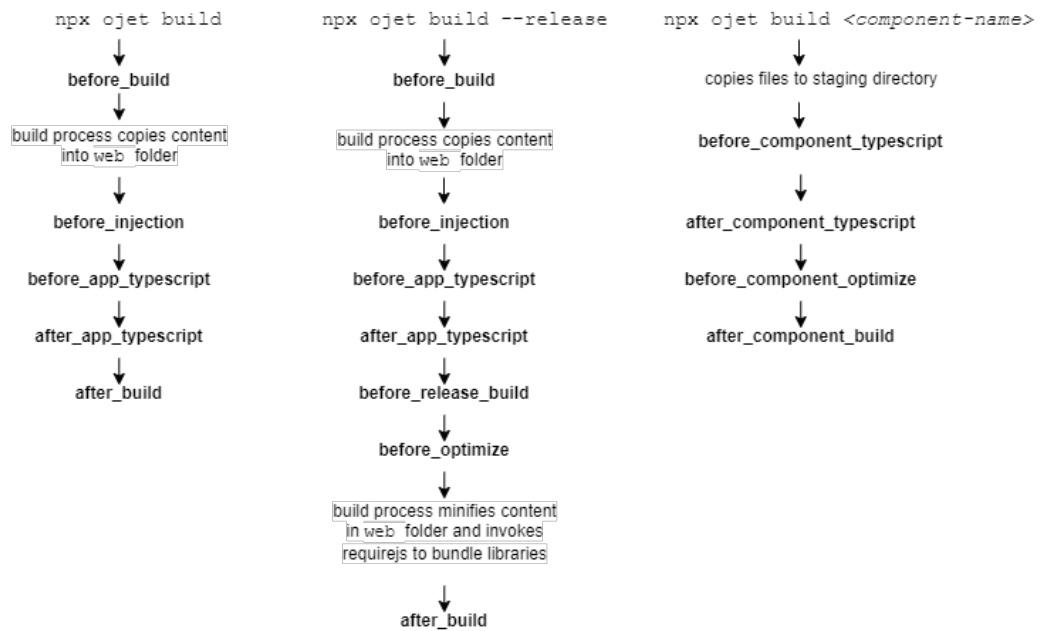 npx ojet build
before_build
build process copies content
into web folder
before_injection
before_app_typescript
after_app_typescript
after_build
npx ojet build --release
before_build
build process copies content
into web folder
before_injection
before_app_typescript
after_app_typescript
before_release_build
before_optimize
build process minifies content
in web folder and invokes
requirejs to bundle libraries
after_build
npx ojet build <component-name>
copies files to staging directory
before_component_typescript
after_component_typescript
before_component_optimize
after_component_build